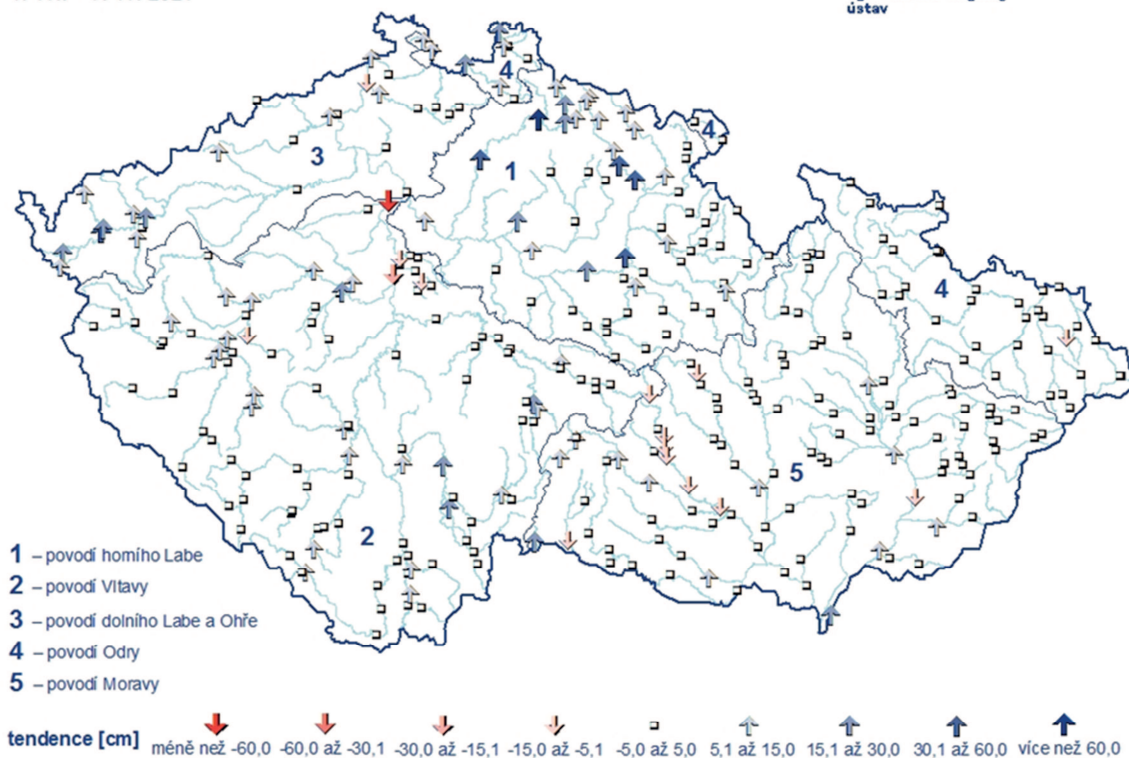 ústav
4
4
3
1
4
5
2
1 – povodí horního Labe
2 – povodí Vltavy
3 – povodí dolního Labe a Ohře
4 – povodí Odry
5 – povodí Moravy
tendence [cm] méně než -60,0 -60,0 až -30,1 -30,0 až -15,1 -15,0 až -5,1 -5,0 až 5,0 5,1 až 15,0 15,1 až 30,0 30,1 až 60,0 více než 60,0